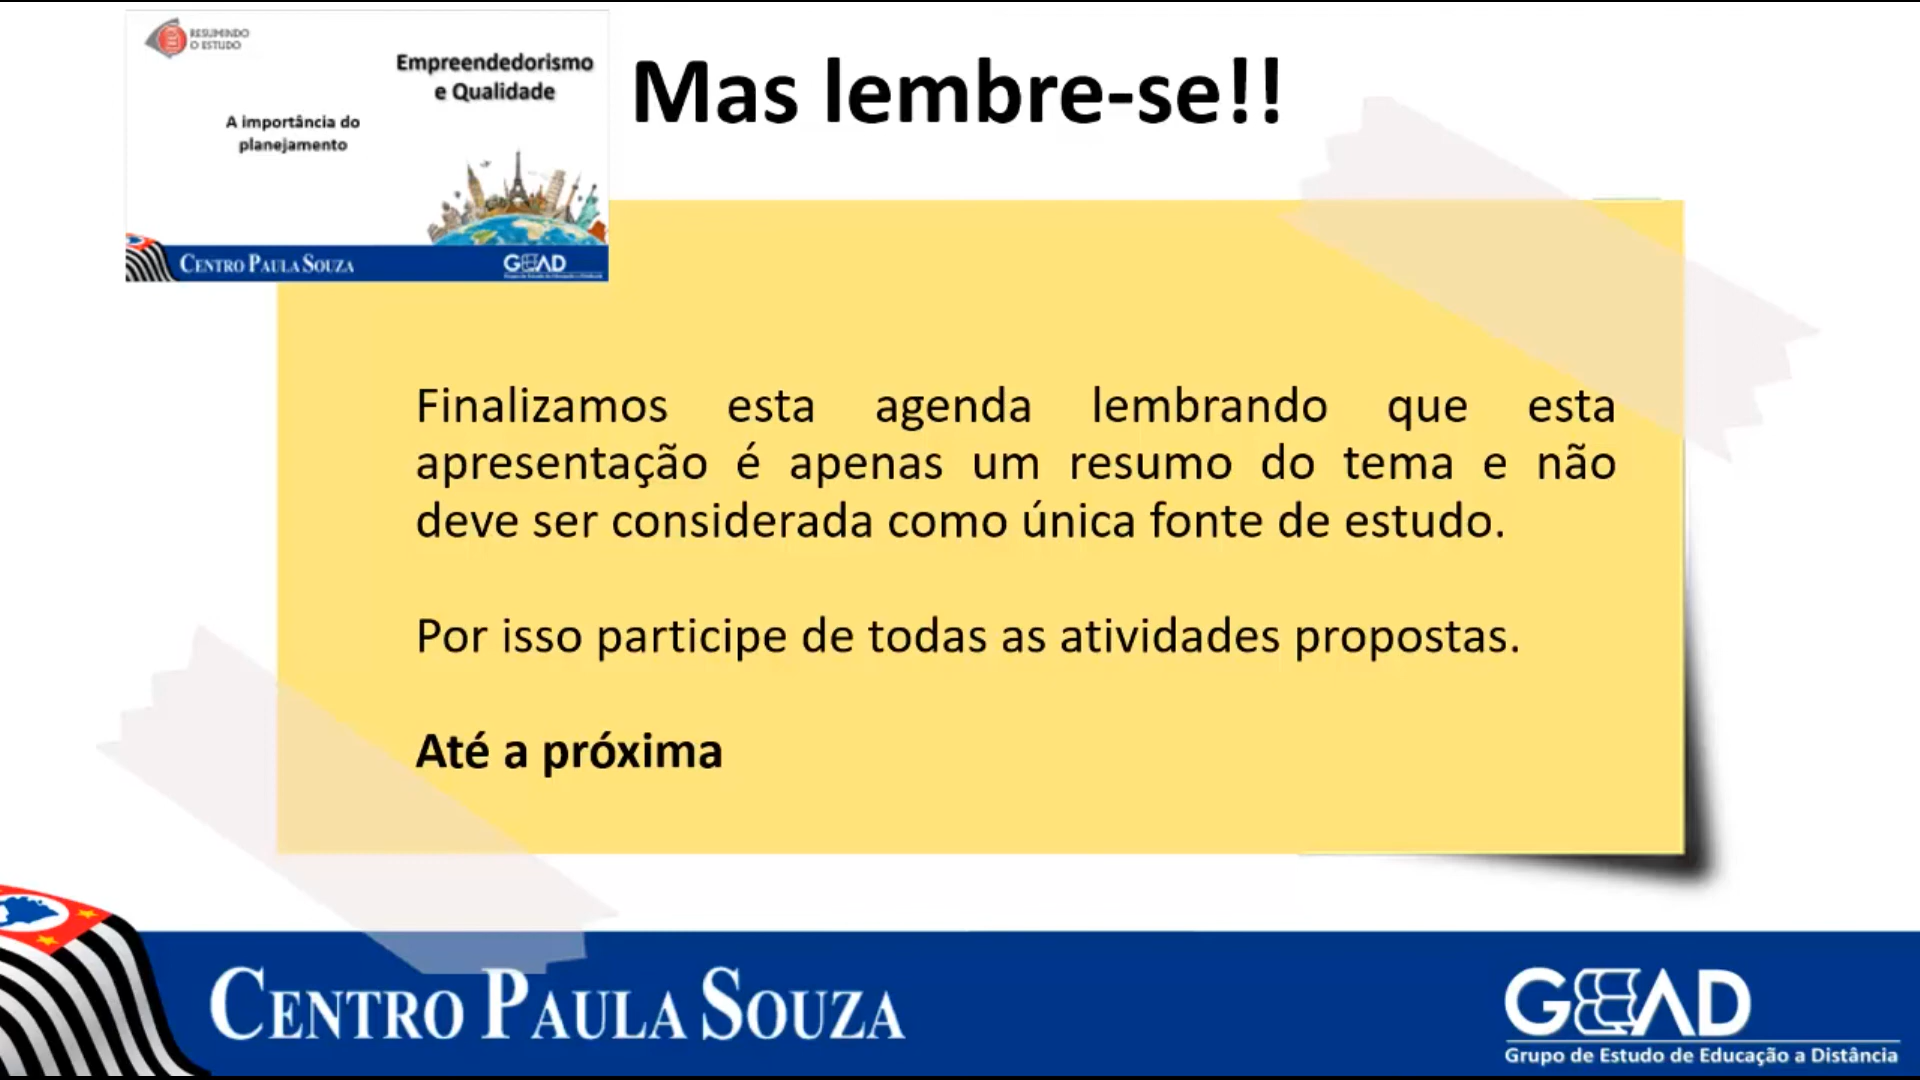 RESUMINDO
O ESTUDO
Empreendedorismo
e Qualidade
A importância do
planejamento
CENTRO PAULA SOUZA
GEEAD
Mas lembre-se!!
Finalizamos esta agenda lembrando que esta
apresentação é apenas um resumo do tema e não
deve ser considerada como única fonte de estudo.
Por isso participe de todas as atividades propostas.
Até a próxima
CENTRO PAULA SOUZA
GEEAD
Grupo de Estudo de Educação a Distância